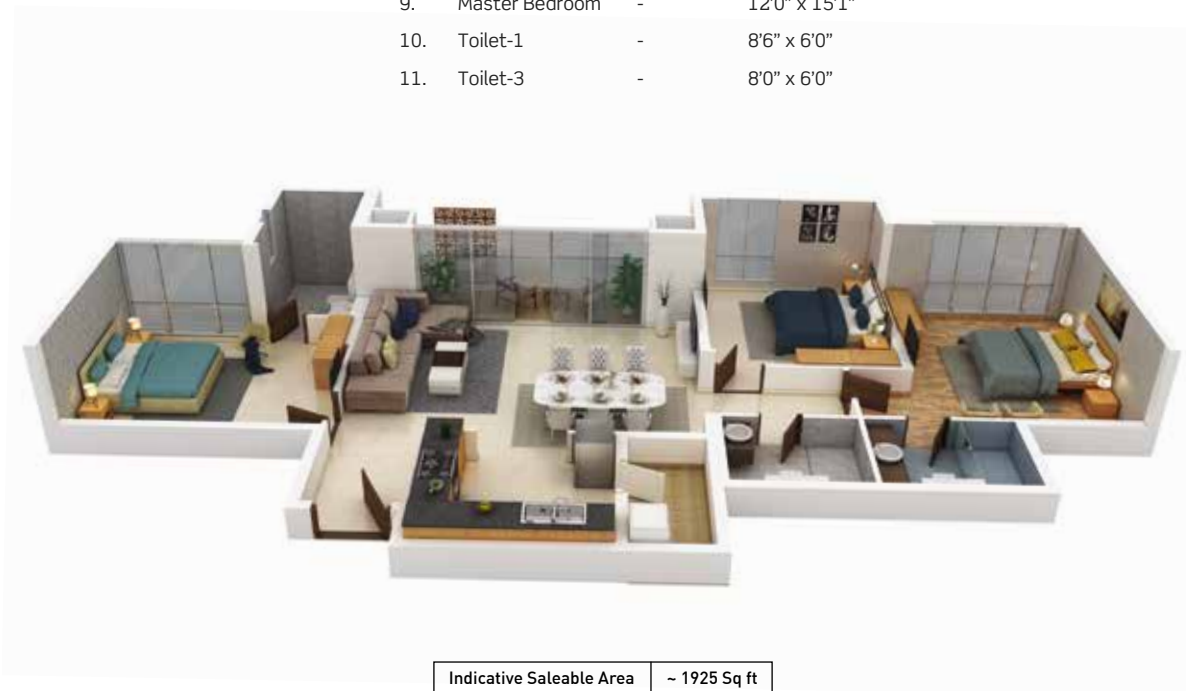 9. Master Bedroom - 12'0" x 15'1"
10. Toilet-1 - 8’6” x 6’0”
11. Toilet-3 - 8’0” x 6’0”
Indicative Saleable Area ~ 1925 Sq ft